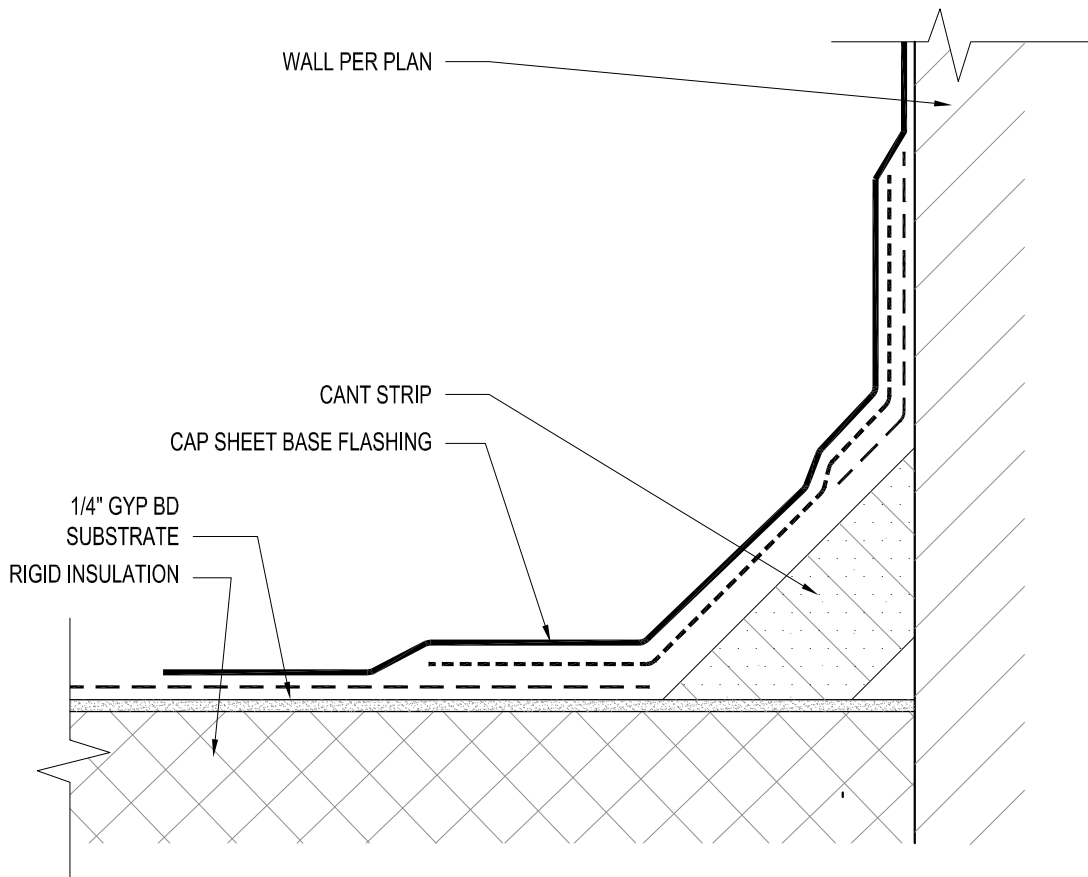 WALL PER PLAN
CANT STRIP
CAP SHEET BASE FLASHING
1/4" GYP BD
SUBSTRATE
RIGID INSULATION